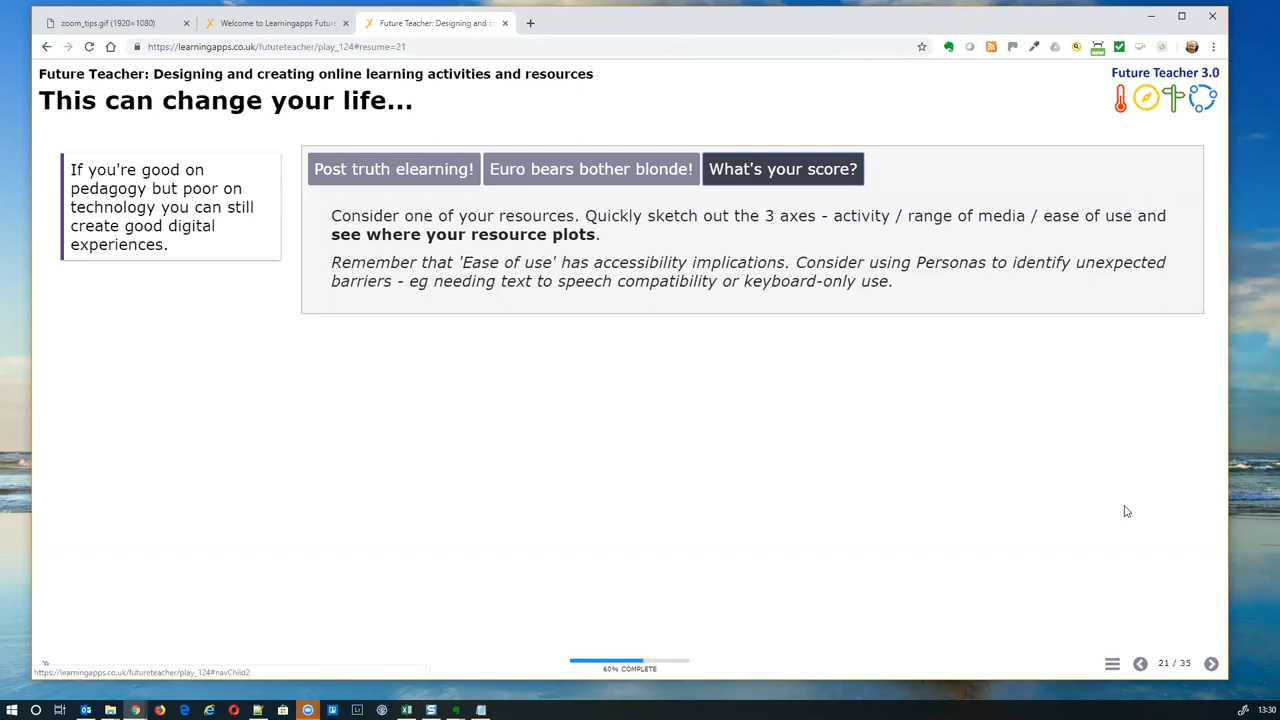 zoom_tips.gif (1920×1080)
Welcome to Learningapps Futur
Future Teacher: Designing and c
https://learningapps.co.uk/futureteacher/play_124#resume=21
Future Teacher: Designing and creating online learning activities and resources
This can change your life...
Future Teacher 3.0
If you're good on
pedagogy but poor on
technology you can still
create good digital
experiences.
Post truth elearning! Euro bears bother blonde! What's your score?
Consider one of your resources. Quickly sketch out the 3 axes - activity / range of media / ease of use and
see where your resource plots.
Remember that 'Ease of use' has accessibility implications. Consider using Personas to identify unexpected
barriers - eg needing text to speech compatibility or keyboard-only use.
60% COMPLETE
21 / 35
https://learningapps.co.uk/futureteacher/play_124#navChild2
13:30